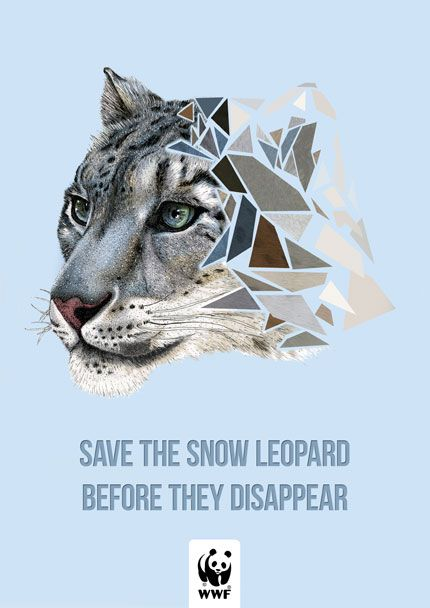 SAVE THE SNOW LEOPARD
BEFORE THEY DISAPPEAR
WWF